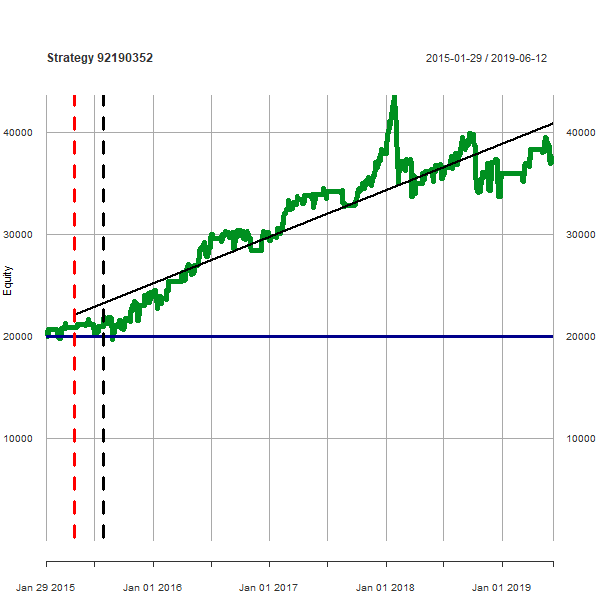 Strategy 92190352
2015-01-29 / 2019-06-12
40000
40000
30000
30000
Equity
20000
20000
10000
10000
Jan 29 2015
Jan 01 2016
Jan 01 2017
Jan 01 2018
Jan 01 2019